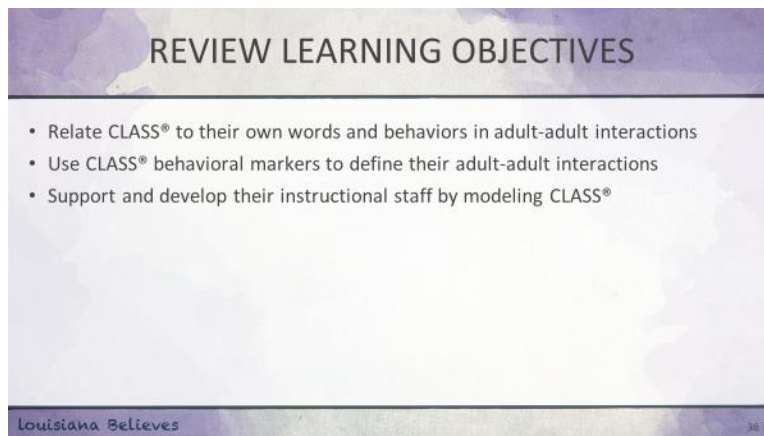 REVIEW LEARNING OBJECTIVES
• Relate CLASS® to their own words and behaviors in adult-adult interactions
• Use CLASS® behavioral markers to define their adult-adult interactions
• Support and develop their instructional staff by modeling CLASS®
Louisiana Believes
36